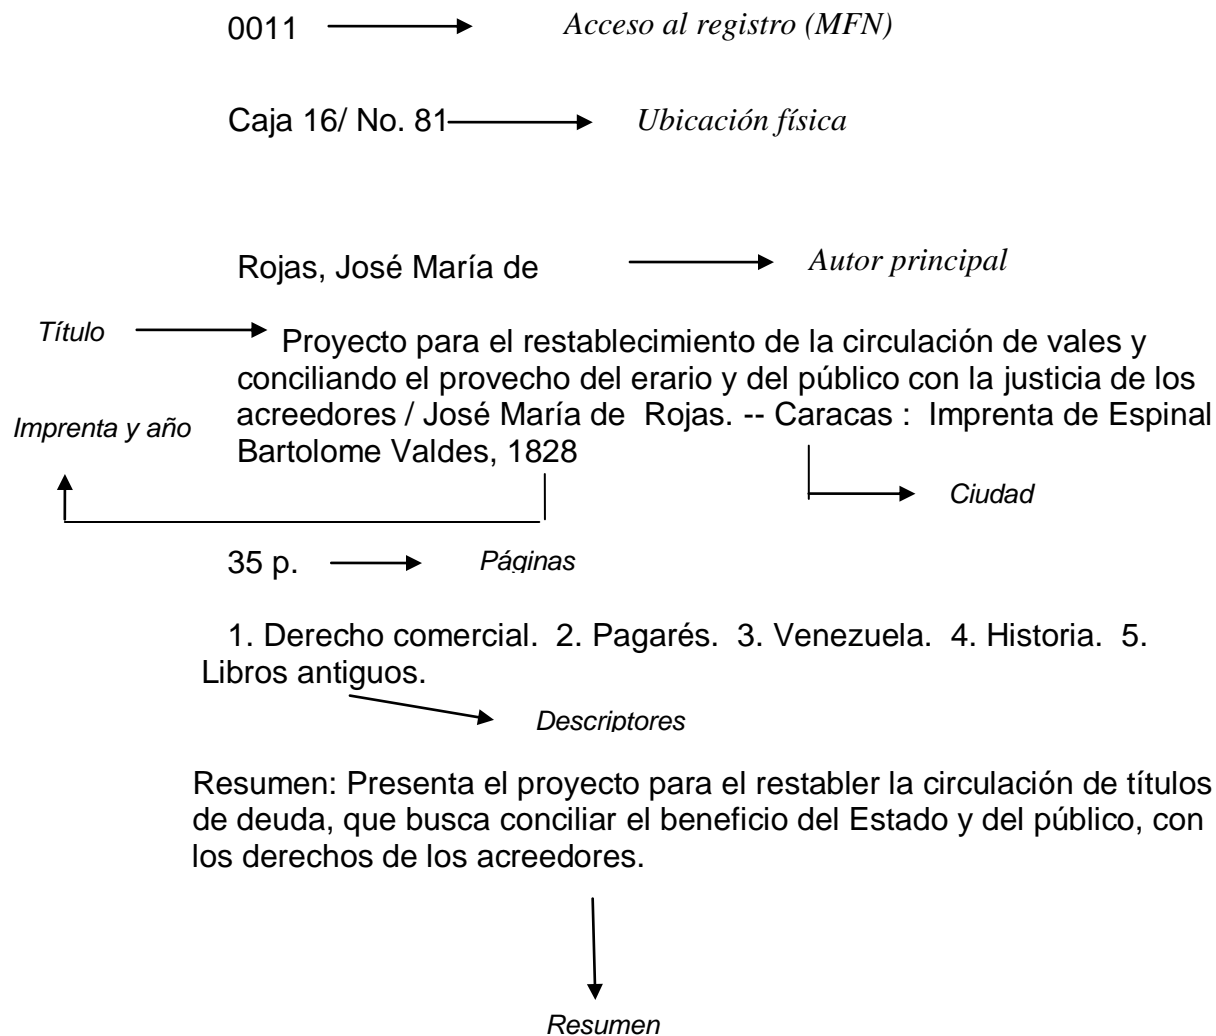 0011 Acceso al registro (MFN)
Caja 16/ No. 81 Ubicación física
Rojas, José María de Autor principal
Título Proyecto para el restablecimiento de la circulación de vales y
conciliando el provecho del erario y del público con la justicia de los
Imprenta y año acreedores / José María de Rojas. -- Caracas : Imprenta de Espinal
Bartolome Valdes, 1828
Ciudad
35 p. Páginas
1. Derecho comercial. 2. Pagarés. 3. Venezuela. 4. Historia. 5.
Libros antiguos.
Descriptores
Resumen: Presenta el proyecto para el restabler la circulación de títulos
de deuda, que busca conciliar el beneficio del Estado y del público, con
los derechos de los acreedores.
Resumen